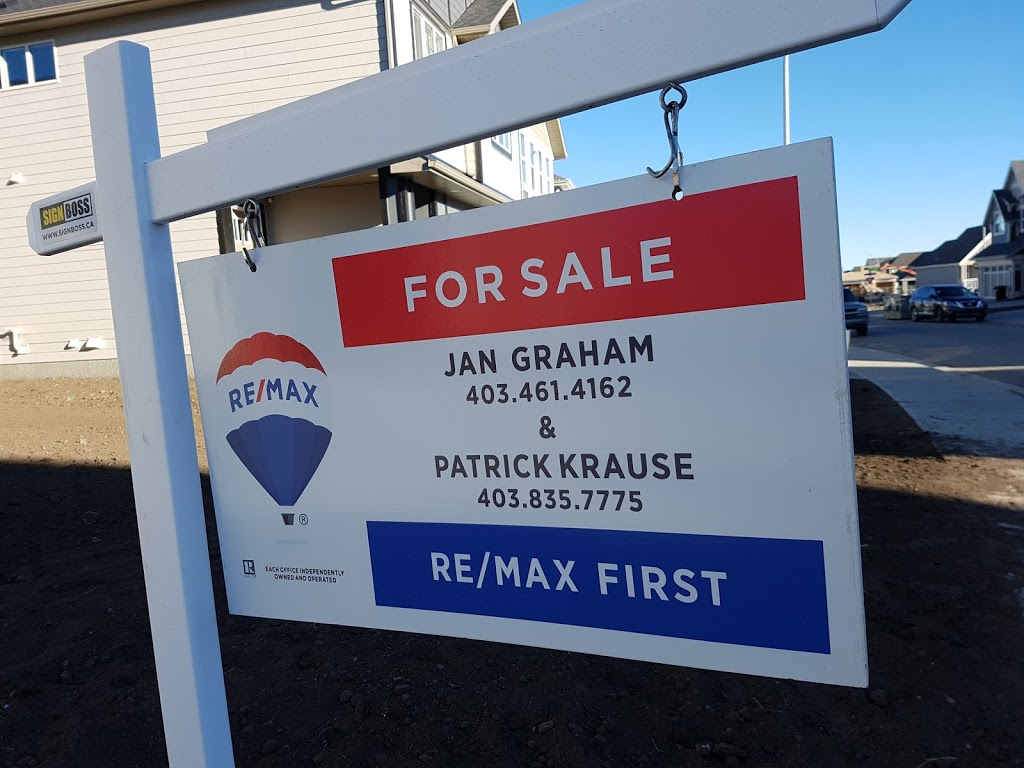 SIGNBOSS
WWW.SIGNBOSS.CA
FOR SALE
JAN GRAHAM
403.461.4162
&
PATRICK KRAUSE
403.835.7775
RE/MAX FIRST
RE/MAX
®
R
EACH OFFICE INDEPENDENTLY
OWNED AND OPERATED